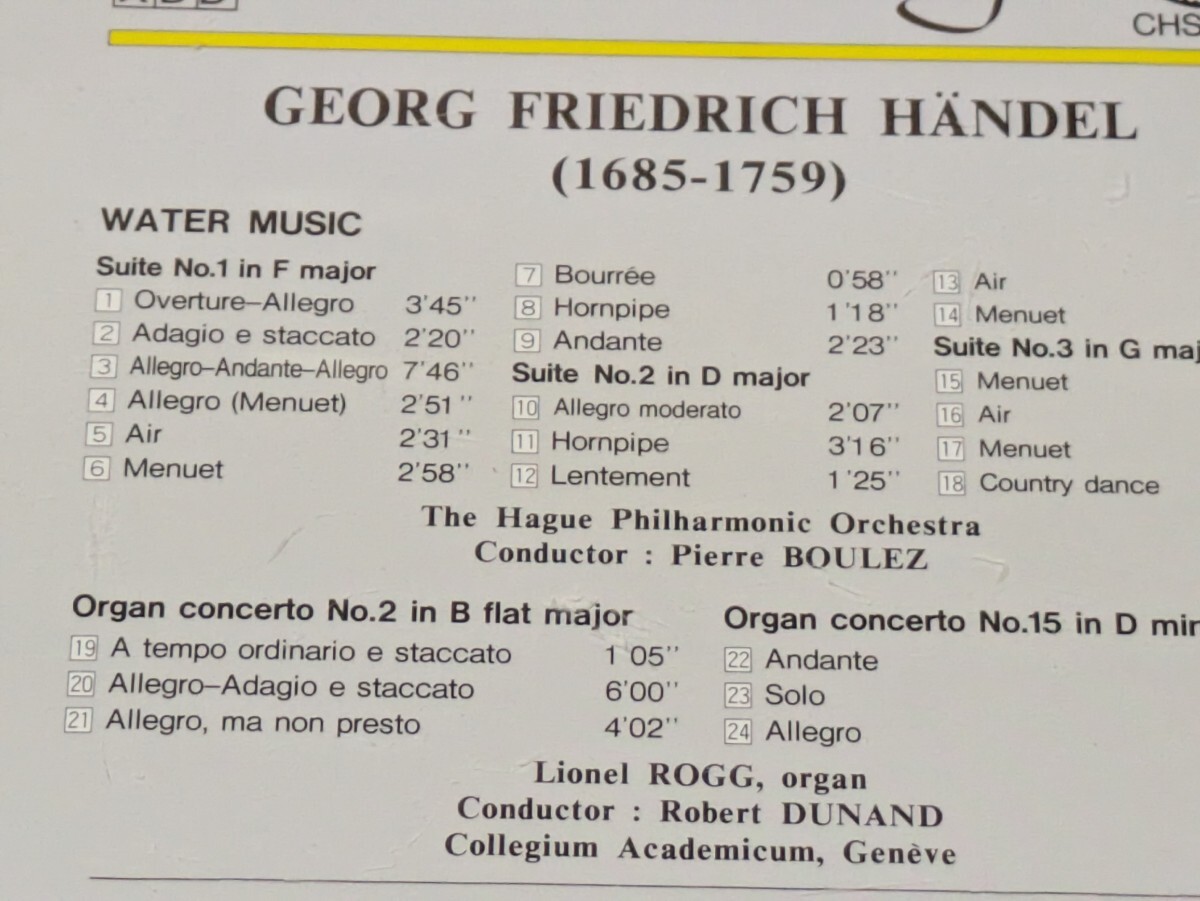 CHS
GEORG FRIEDRICH HÄNDEL
(1685-1759)
WATER MUSIC
Suite No.1 in F major
1 Overture–Allegro 3'45''
2 Adagio e staccato 2'20''
3 Allegro–Andante–Allegro 7'46''
4 Allegro (Menuet) 2'51''
5 Air 2'31''
6 Menuet 2'58''
7 Bourrée 0'58''
8 Hornpipe 1'18''
9 Andante 2'23''
Suite No.2 in D major
10 Allegro moderato 2'07''
11 Hornpipe 3'16''
12 Lentement 1'25''
13 Air
14 Menuet
Suite No.3 in G maj
15 Menuet
16 Air
17 Menuet
18 Country dance
The Hague Philharmonic Orchestra
Conductor : Pierre BOULEZ
Organ concerto No.2 in B flat major
19 A tempo ordinario e staccato 1 05''
20 Allegro–Adagio e staccato 6'00''
21 Allegro, ma non presto 4'02''
Organ concerto No.15 in D min
22 Andante
23 Solo
24 Allegro
Lionel ROGG, organ
Conductor : Robert DUNAND
Collegium Academicum, Genève